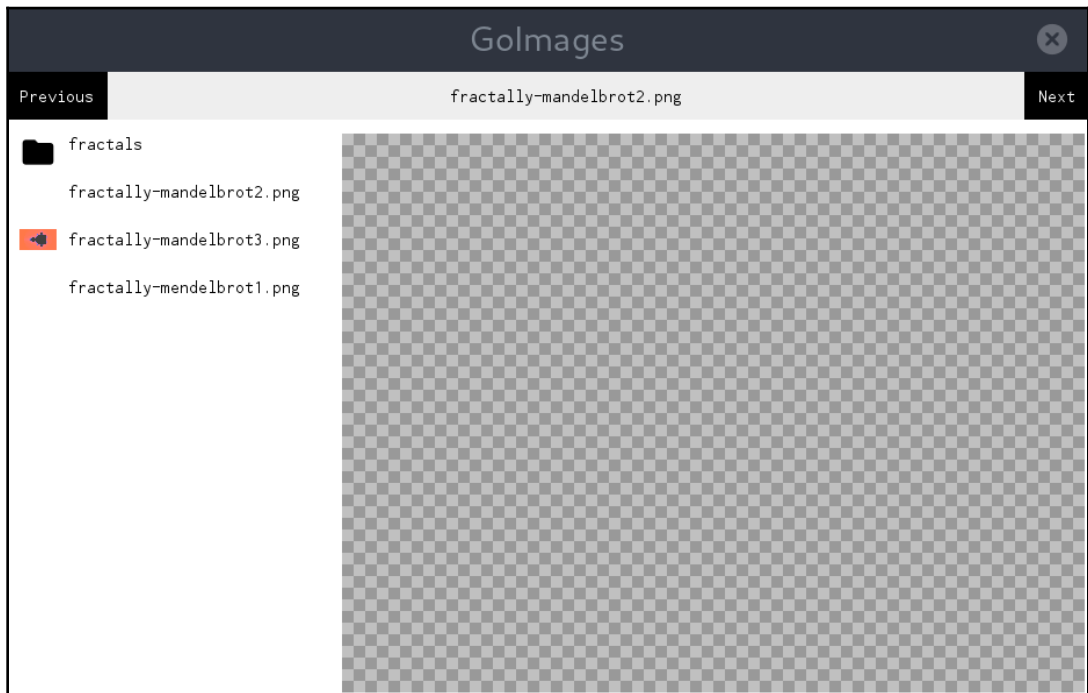 GoImages
Previous fractally-mandelbrot2.png Next
fractals
fractally-mandelbrot2.png
fractally-mandelbrot3.png
fractally-mendelbrot1.png